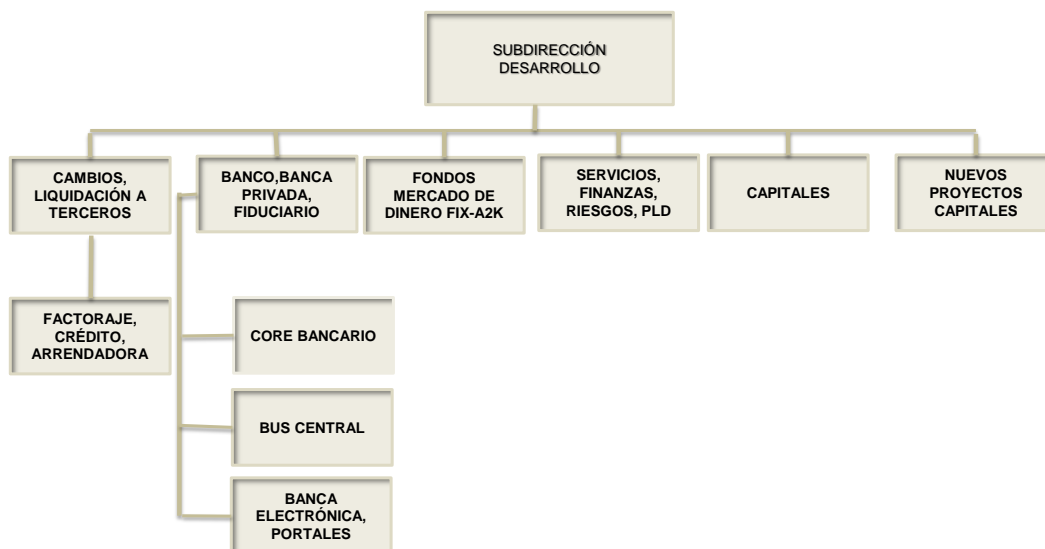 SUBDIRECCIÓN
DESARROLLO
CAMBIOS,
LIQUIDACIÓN A
TERCEROS
BANCO,BANCA
PRIVADA,
FIDUCIARIO
FONDOS
MERCADO DE
DINERO FIX-A2K
SERVICIOS,
FINANZAS,
RIESGOS, PLD
CAPITALES
NUEVOS
PROYECTOS
CAPITALES
FACTORAJE,
CRÉDITO,
ARRENDADORA
CORE BANCARIO
BUS CENTRAL
BANCA
ELECTRÓNICA,
PORTALES